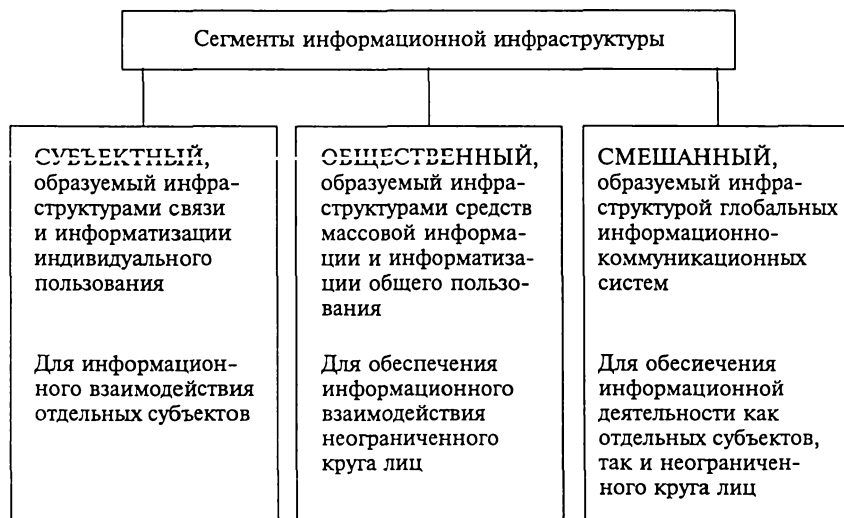 Сегменты информационной инфраструктуры
СУБЪЕКТНЫЙ,
образуемый инфра-
структурами связи
и информатизации
индивидуального
пользования
Для информацион-
ного взаимодействия
отдельных субъектов
ОБЩЕСТВЕННЫЙ,
образуемый инфра-
структурами средств
массовой информа-
ции и информатиза-
ции общего пользо-
вания
Для обеспечения
информационного
взаимодействия
неограниченного
круга лиц
СМЕШАННЫЙ,
образуемый инфра-
структурой глобальных
информационно-
коммуникационных
систем
Для обесиечения
информационной
деятельности как
отдельных субъектов,
так и неограничен-
ного круга лиц